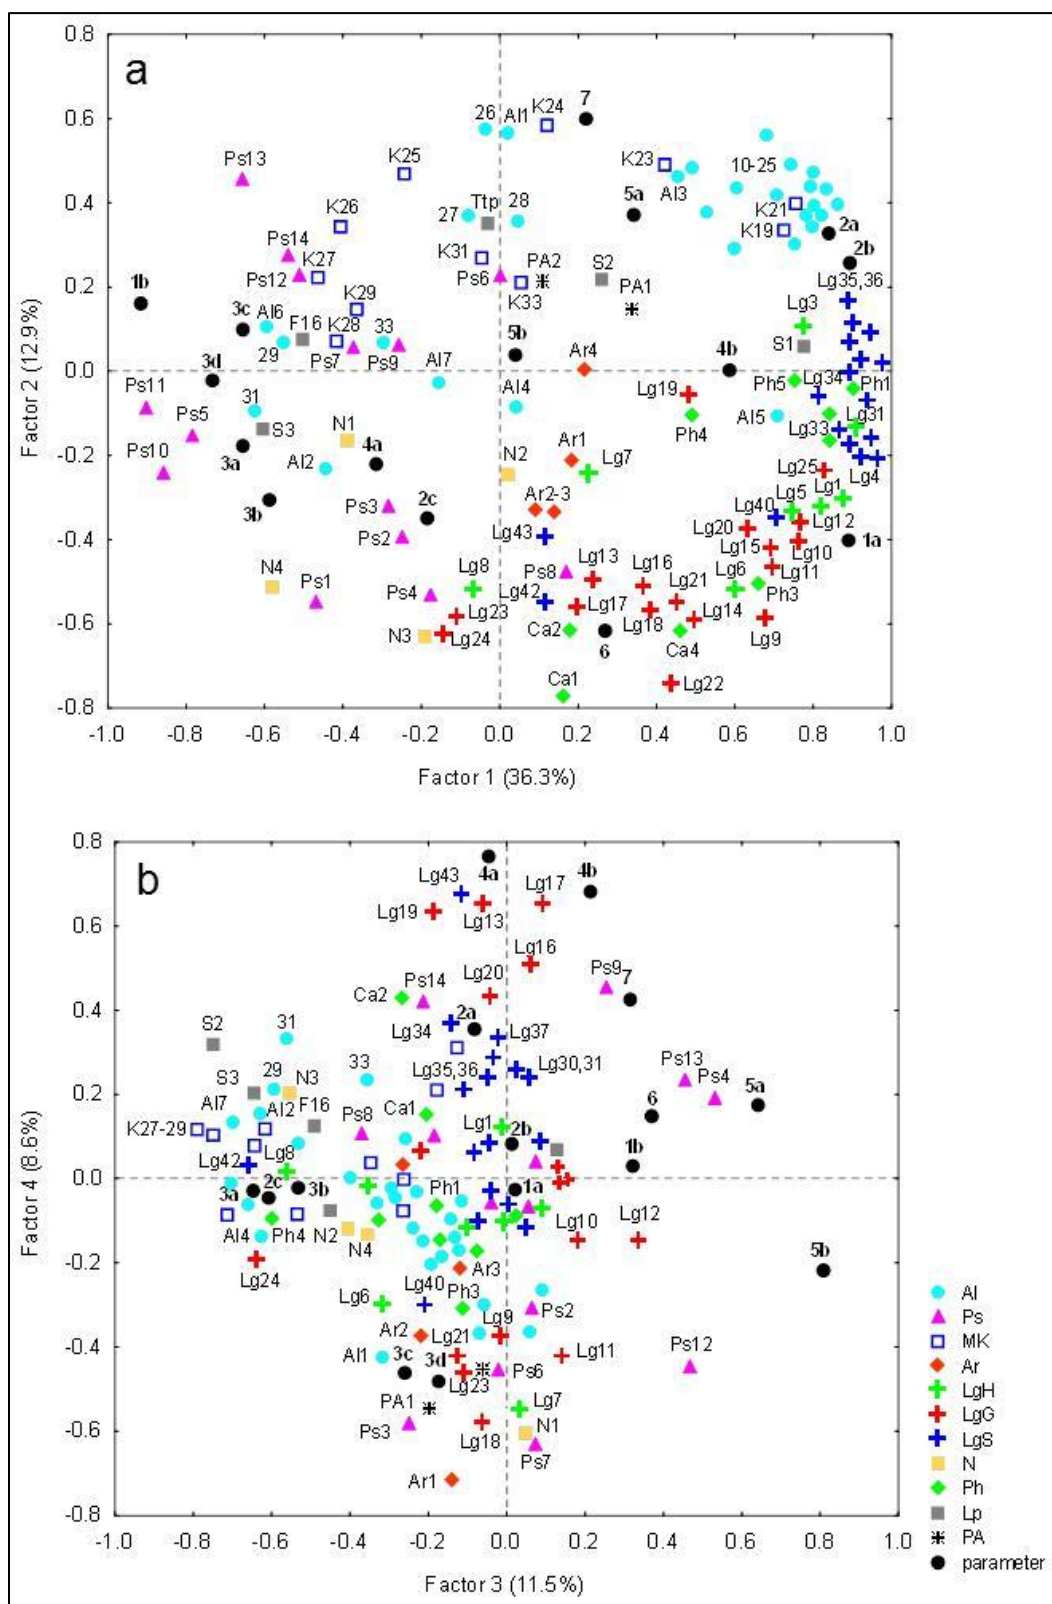 a
0.8
0.6
0.4
0.2
0.0
-0.2
-0.4
-0.6
-0.8
Factor 2 (12.9%)
26
Al1
K24
7
Ps13
K25
K23
10-25
Al3
K21
5a
K19
2a
2b
K26
27
Ttp
28
Ps14
K27
Ps12
K31
Ps6
PA2
K33
S2
PA1
Lg35,36
1b
3c
Al6
F16
K29
K28
33
29
Ps7
Ps9
5b
Lg3
S1
3d
Al7
Ar4
4b
Ph5
Lg34
Ph1
Ps11
31
Al4
Lg19
Ph4
Al5
Lg31
Lg33
Ps5
S3
N1
Ps10
3a
Al2
4a
N2
Ar1
Lg7
Lg25
Lg4
3b
Ps3
2c
Ar2-3
Lg40
Lg5
Lg1
Lg12
Ps2
Lg43
Lg20
Lg15
Lg10
1a
N4
Ps1
Lg8
Ps8
Lg13
Lg16
Lg21
Lg6
Lg11
Ph3
Ps4
Lg23
Lg42
Lg17
Lg18
Lg14
Lg9
N3
Lg24
Ca2
6
Ca4
Ca1
Lg22
-1.0 -0.8 -0.6 -0.4 -0.2 0.0 0.2 0.4 0.6 0.8 1.0
Factor 1 (36.3%)
b
0.8
0.6
0.4
0.2
0.0
-0.2
-0.4
-0.6
-0.8
Factor 4 (8.6%)
Lg43
4a
4b
Lg17
Lg19
Lg13
Lg16
Ps14
Lg20
Ps9
7
Ca2
2a
S2
31
Lg34
Lg37
33
Lg35,36
Lg30,31
Ps13
Ps4
S3
29
N3
Al7
Al2
F16
Ca1
5a
K27-29
Ps8
Lg1
2b
6
Lg8
1b
Lg42
3a
2c
3b
Ph1
1a
Al4
Ph4
N2
N4
Lg10
Lg12
Lg24
Ar3
5b
Lg6
Lg40
Ph3
Ps2
Lg9
Ar2
Lg21
Lg11
Al1
3c
3d
Ps12
Lg23
Ps6
PA1
Lg7
Ps3
Lg18
N1
Ps7
Ar1
-1.0 -0.8 -0.6 -0.4 -0.2 0.0 0.2 0.4 0.6 0.8 1.0
Factor 3 (11.5%)
Al
Ps
MK
Ar
LgH
LgG
LgS
N
Ph
Lp
PA
parameter